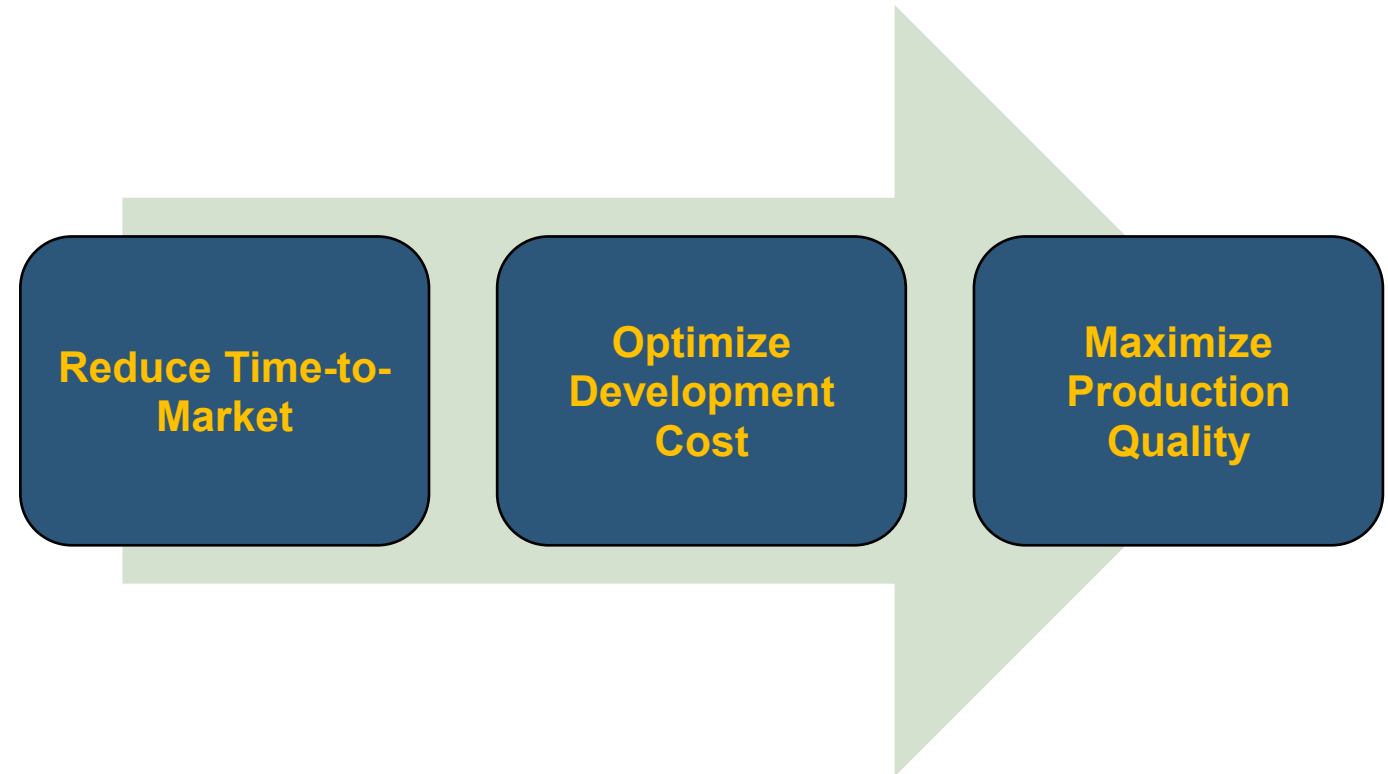 Reduce Time-to-
Market
Optimize
Development
Cost
Maximize
Production
Quality